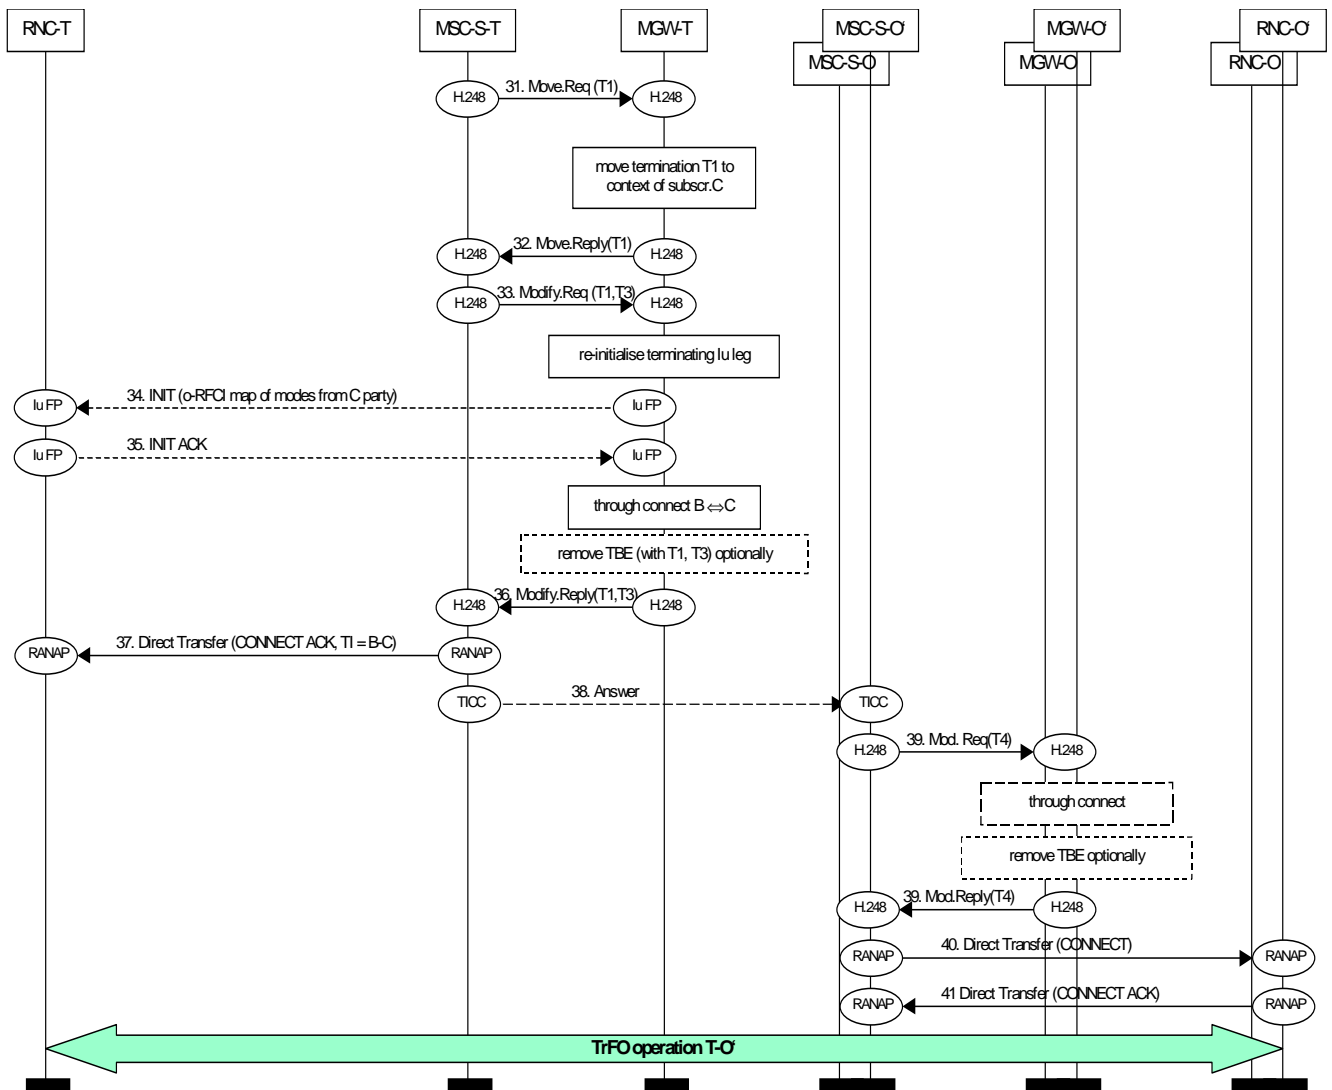 RNC-T
MSC-S-T
MGW-T
MSC-S-O'
MGW-O'
RNC-O'
MSC-S-O
MGW-O
RNC-O
31. Move.Req (T1)
H.248
H.248
move termination T1 to
context of subscr.C
32. Move.Reply(T1)
H.248
H.248
33. Modify.Req (T1,T3)
H.248
H.248
re-initialise terminating Iu leg
34. INIT (o-RFCI map of modes from C party)
Iu FP
Iu FP
35. INIT ACK
Iu FP
Iu FP
through connect B ⇔ C
remove TBE (with T1, T3) optionally
36. Modify.Reply(T1,T3)
H.248
H.248
37. Direct Transfer (CONNECT ACK, TI = B-C)
RANAP
RANAP
38. Answer
TICC
TICC
39. Mod. Req(T4)
H.248
H.248
through connect
remove TBE optionally
39. Mod.Reply(T4)
H.248
H.248
40. Direct Transfer (CONNECT)
RANAP
RANAP
41 Direct Transfer (CONNECT ACK)
RANAP
RANAP
TrFO operation T-O'